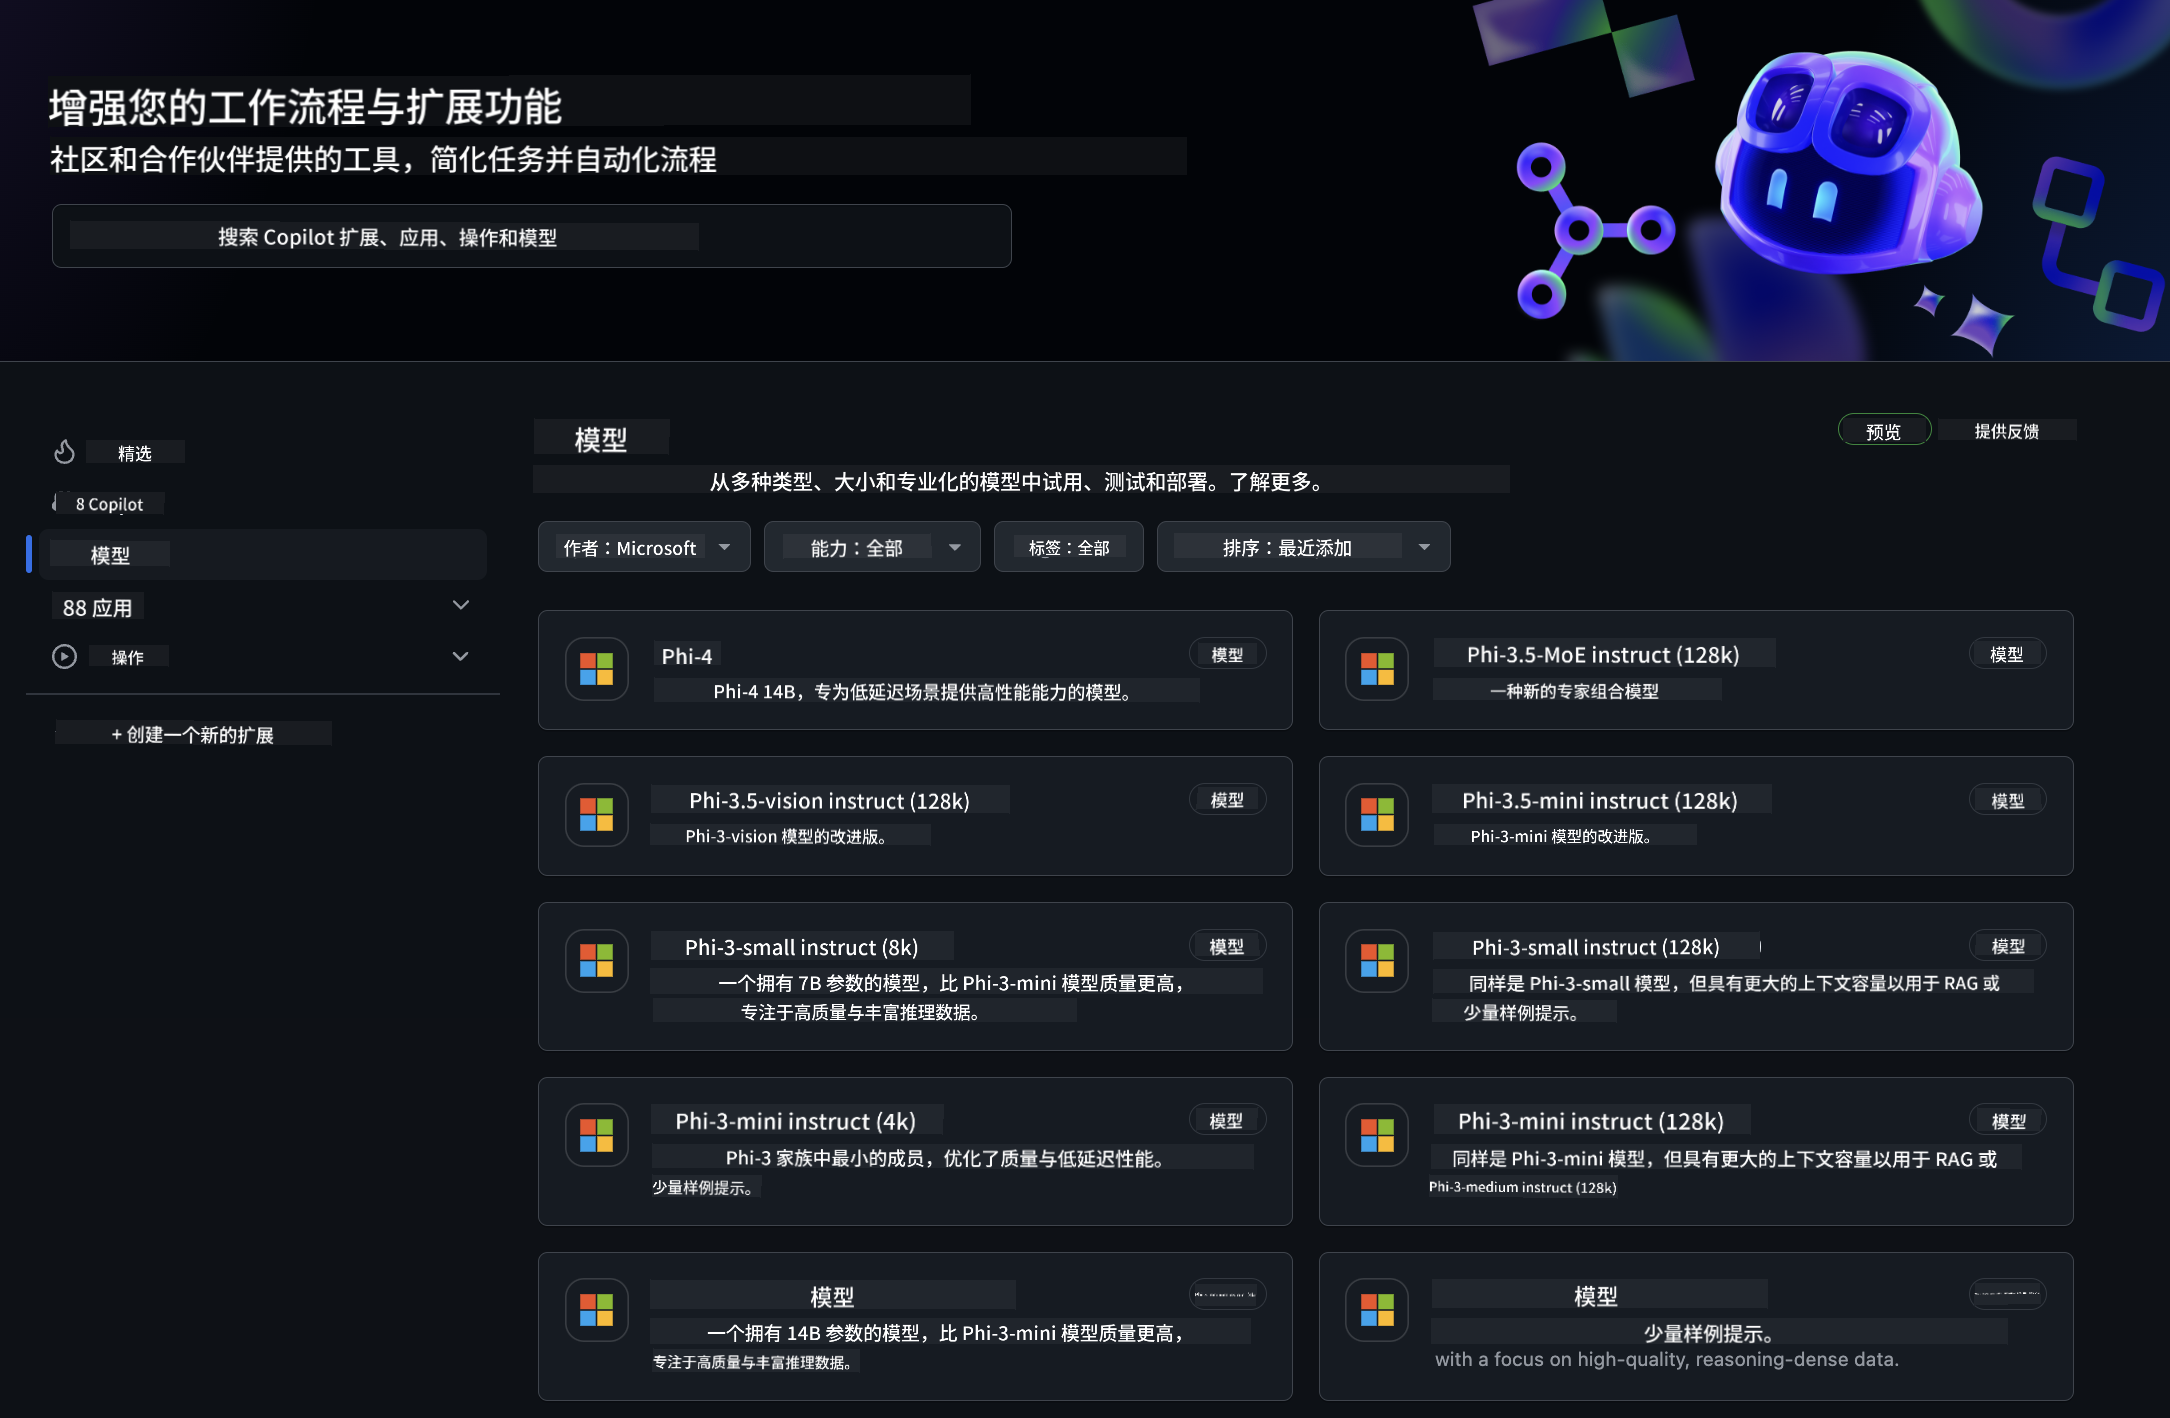 增强您的工作流程与扩展功能
社区和合作伙伴提供的工具，简化任务并自动化流程
搜索 Copilot 扩展、应用、操作和模型
精选
8 Copilot
模型
88 应用
操作
+ 创建一个新的扩展
模型
预览
提供反馈
从多种类型、大小和专业化的模型中试用、测试和部署。了解更多。
作者：Microsoft
能力：全部
标签：全部
排序：最近添加
Phi-4
模型
Phi-4 14B，专为低延迟场景提供高性能能力的模型。
Phi-3.5-MoE instruct (128k)
模型
一种新的专家组合模型
Phi-3.5-vision instruct (128k)
模型
Phi-3-vision 模型的改进版。
Phi-3.5-mini instruct (128k)
模型
Phi-3-mini 模型的改进版。
Phi-3-small instruct (8k)
模型
一个拥有 7B 参数的模型，比 Phi-3-mini 模型质量更高，
专注于高质量与丰富推理数据。
Phi-3-small instruct (128k)
模型
同样是 Phi-3-small 模型，但具有更大的上下文容量以用于 RAG 或
少量样例提示。
Phi-3-mini instruct (4k)
模型
Phi-3 家族中最小的成员，优化了质量与低延迟性能。
少量样例提示。
Phi-3-mini instruct (128k)
模型
同样是 Phi-3-mini 模型，但具有更大的上下文容量以用于 RAG 或
Phi-3-medium instruct (128k)
模型
一个拥有 14B 参数的模型，比 Phi-3-mini 模型质量更高，
专注于高质量与丰富推理数据。
模型
少量样例提示。
with a focus on high-quality, reasoning-dense data.